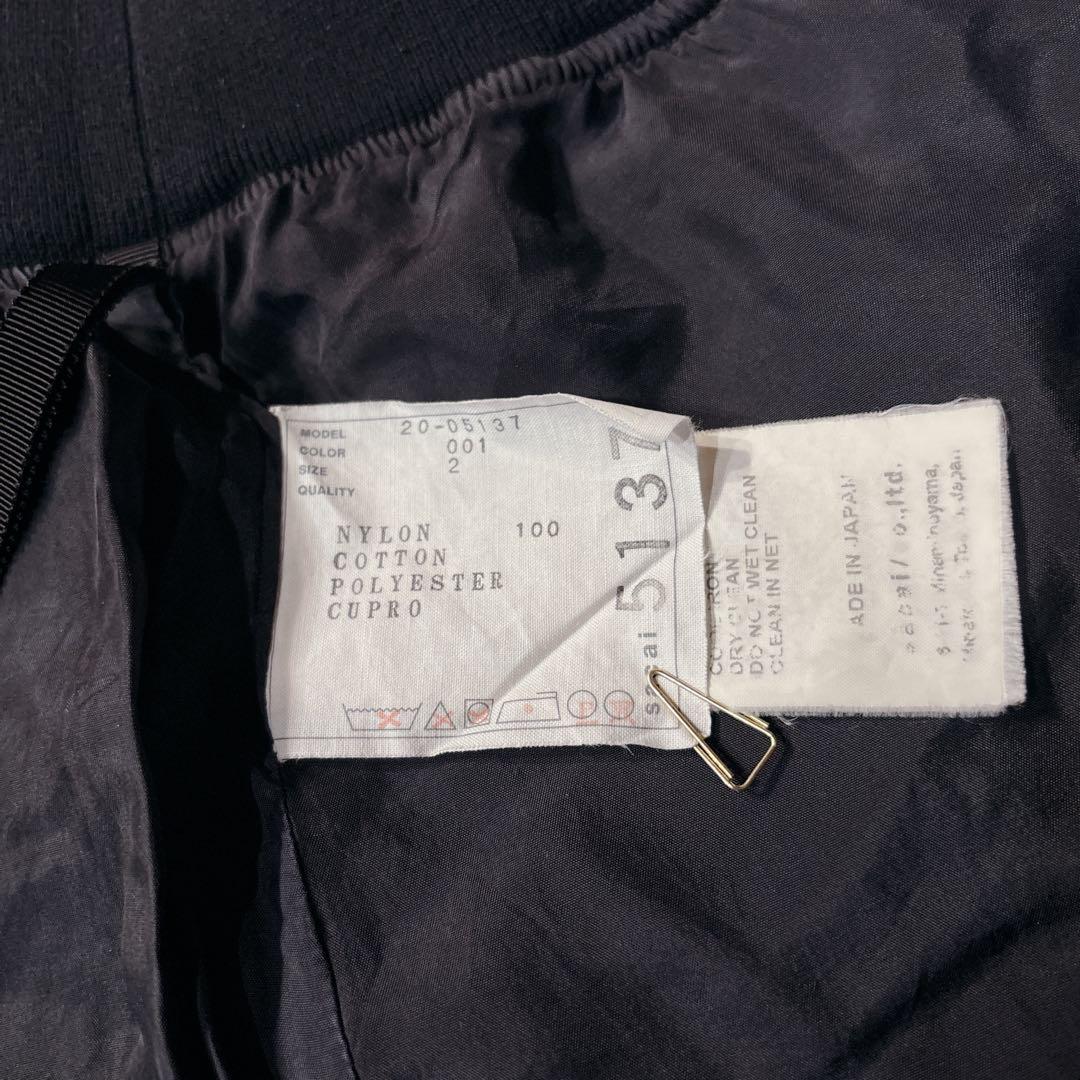 MODEL 20-05137
COLOR 001
SIZE 2
QUALITY
NYLON 100
COTTON
POLYESTER
CUPRO
5137
DRY CLEAN
DO NOT WET CLEAN
CLEAN IN NET
ADE IN JAPAN